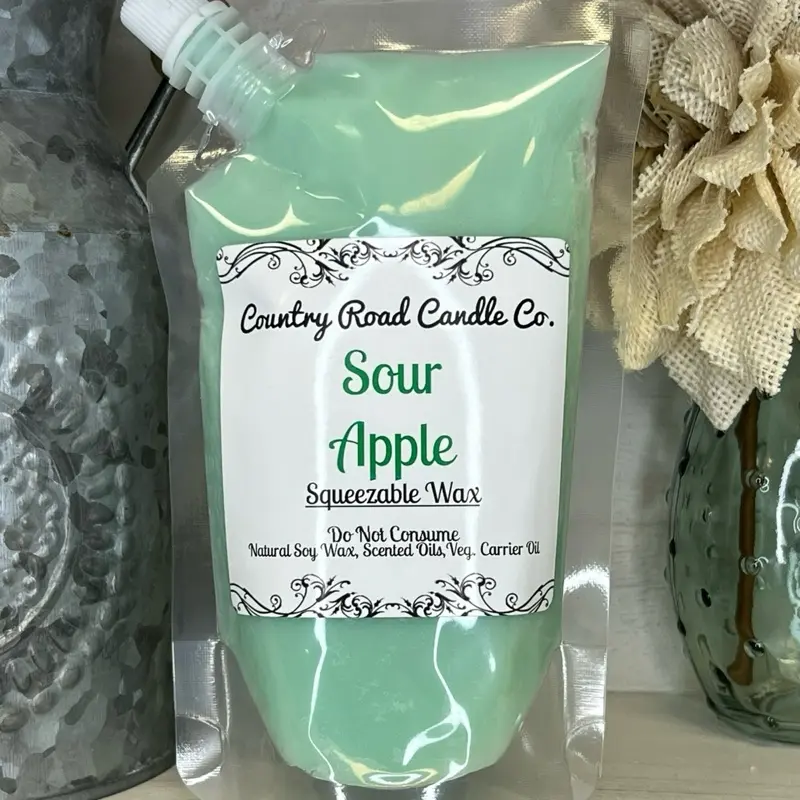 Country Road Candle Co.
Sour
Apple
Squeezable Wax
Do Not Consume
Natural Soy Wax, Scented Oils, Veg. Carrier Oil